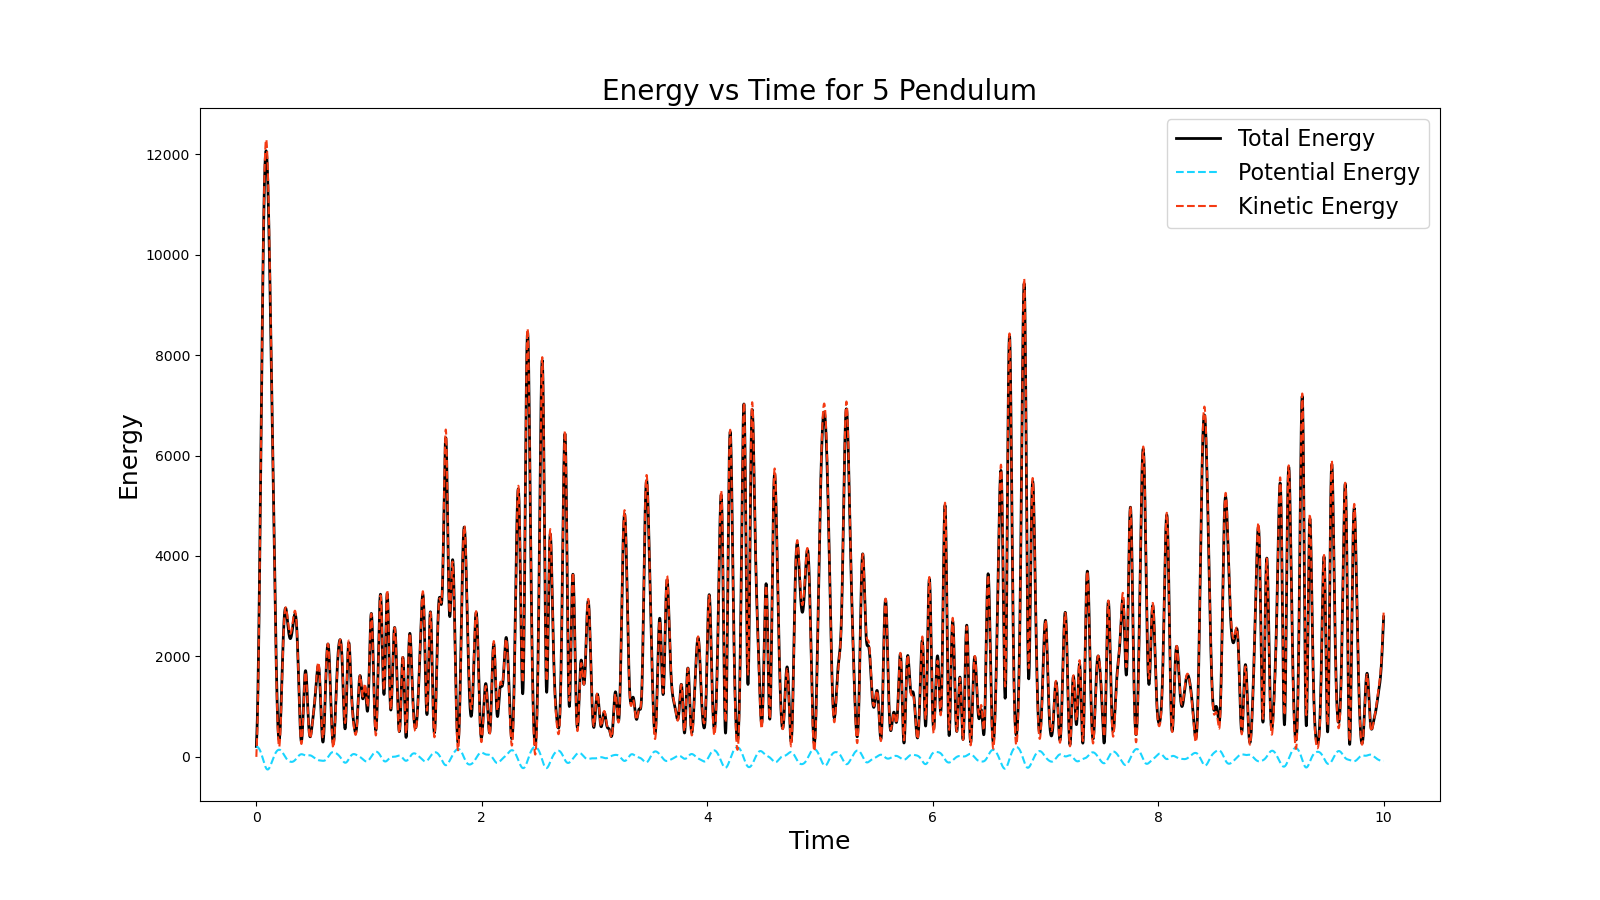 Energy vs Time for 5 Pendulum
Total Energy
Potential Energy
Kinetic Energy
12000
10000
8000
6000
4000
2000
0
Energy
0 2 4 6 8 10
Time